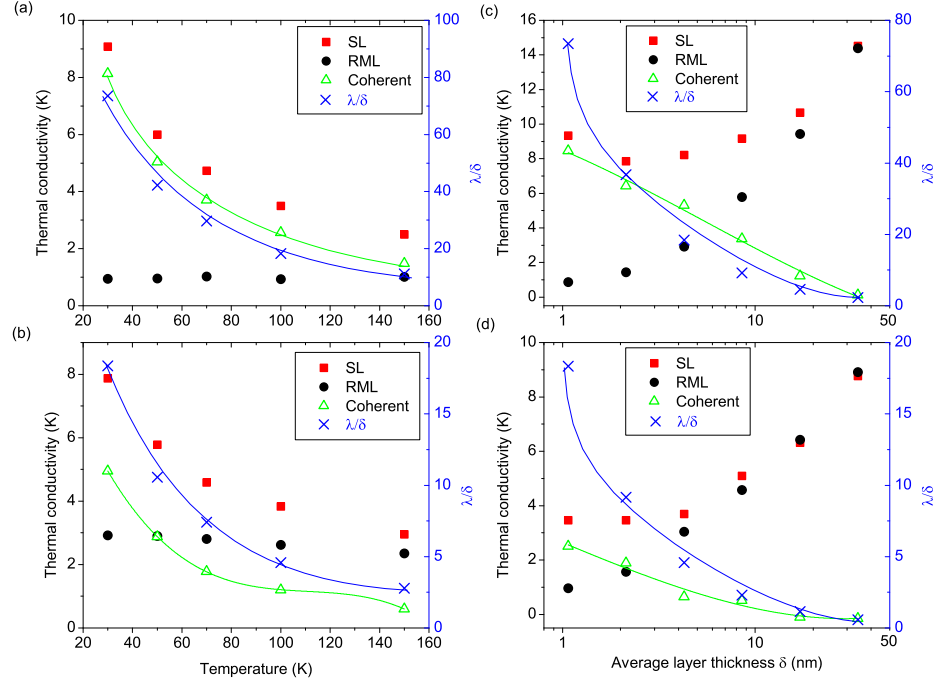 (a)
10
8
6
4
2
0
20 40 60 80 100 120 140 160
100
80
60
40
20
0
Thermal conductivity (K)
λ/δ
SL
RML
Coherent
λ/δ
(c)
16
14
12
10
8
6
4
2
0
1 10 50
80
60
40
20
0
Thermal conductivity (K)
λ/δ
SL
RML
Coherent
λ/δ
(b)
8
6
4
2
0
20 40 60 80 100 120 140 160
20
15
10
5
0
Thermal conductivity (K)
λ/δ
Temperature (K)
SL
RML
Coherent
λ/δ
(d)
10
8
6
4
2
0
1 10 50
20
15
10
5
0
Thermal conductivity (K)
λ/δ
Average layer thickness δ (nm)
SL
RML
Coherent
λ/δ